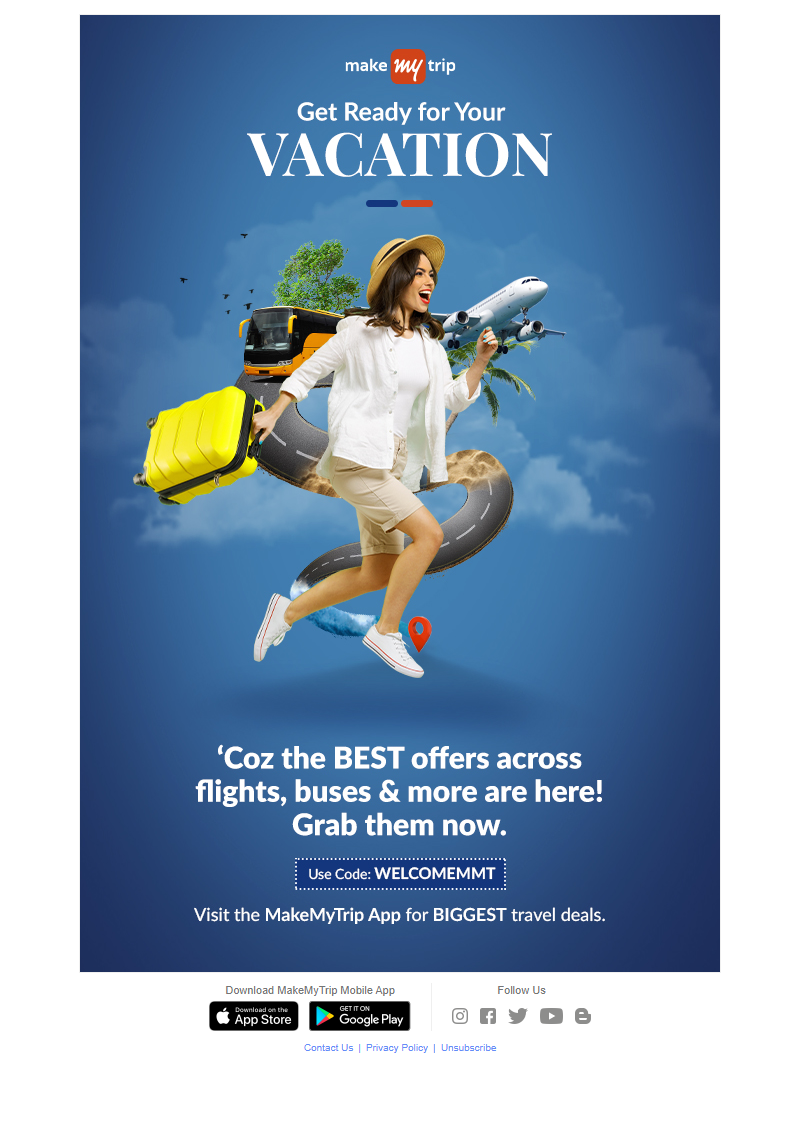 make my trip
Get Ready for Your
VACATION
‘Coz the BEST offers across
flights, buses & more are here!
Grab them now.
Use Code: WELCOMEMMT
Visit the MakeMyTrip App for BIGGEST travel deals.
Download MakeMyTrip Mobile App
Follow Us
Download on the
App Store
GET IT ON
Google Play
Contact Us | Privacy Policy | Unsubscribe